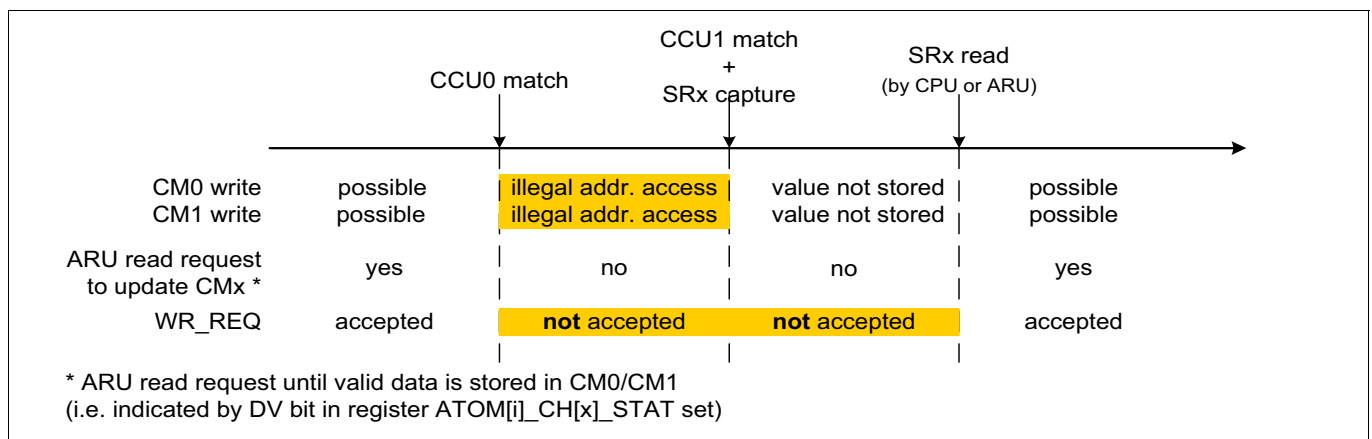 CCU0 match
CCU1 match
+
SRx capture
SRx read
(by CPU or ARU)
CM0 write possible illegal addr. access value not stored possible
CM1 write possible illegal addr. access value not stored possible
ARU read request
to update CMx * yes no no yes
WR_REQ accepted not accepted not accepted accepted
* ARU read request until valid data is stored in CM0/CM1
(i.e. indicated by DV bit in register ATOM[i]_CH[x]_STAT set)